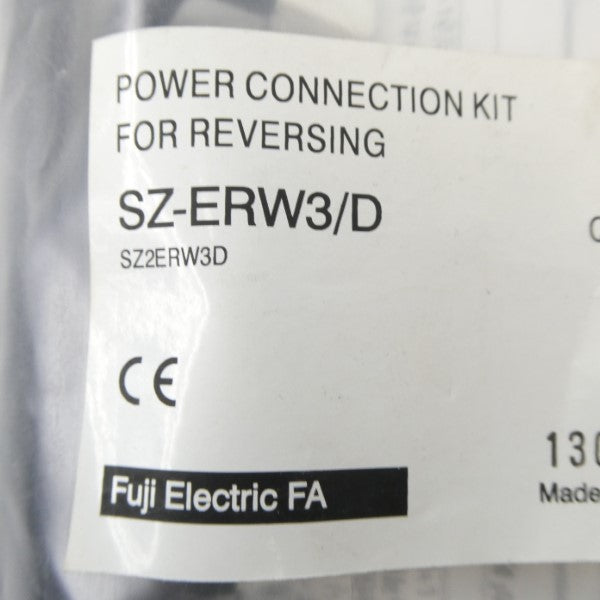 POWER CONNECTION KIT
FOR REVERSING
SZ-ERW3/D
SZ2ERW3D
CE
130
Fuji Electric FA
Made